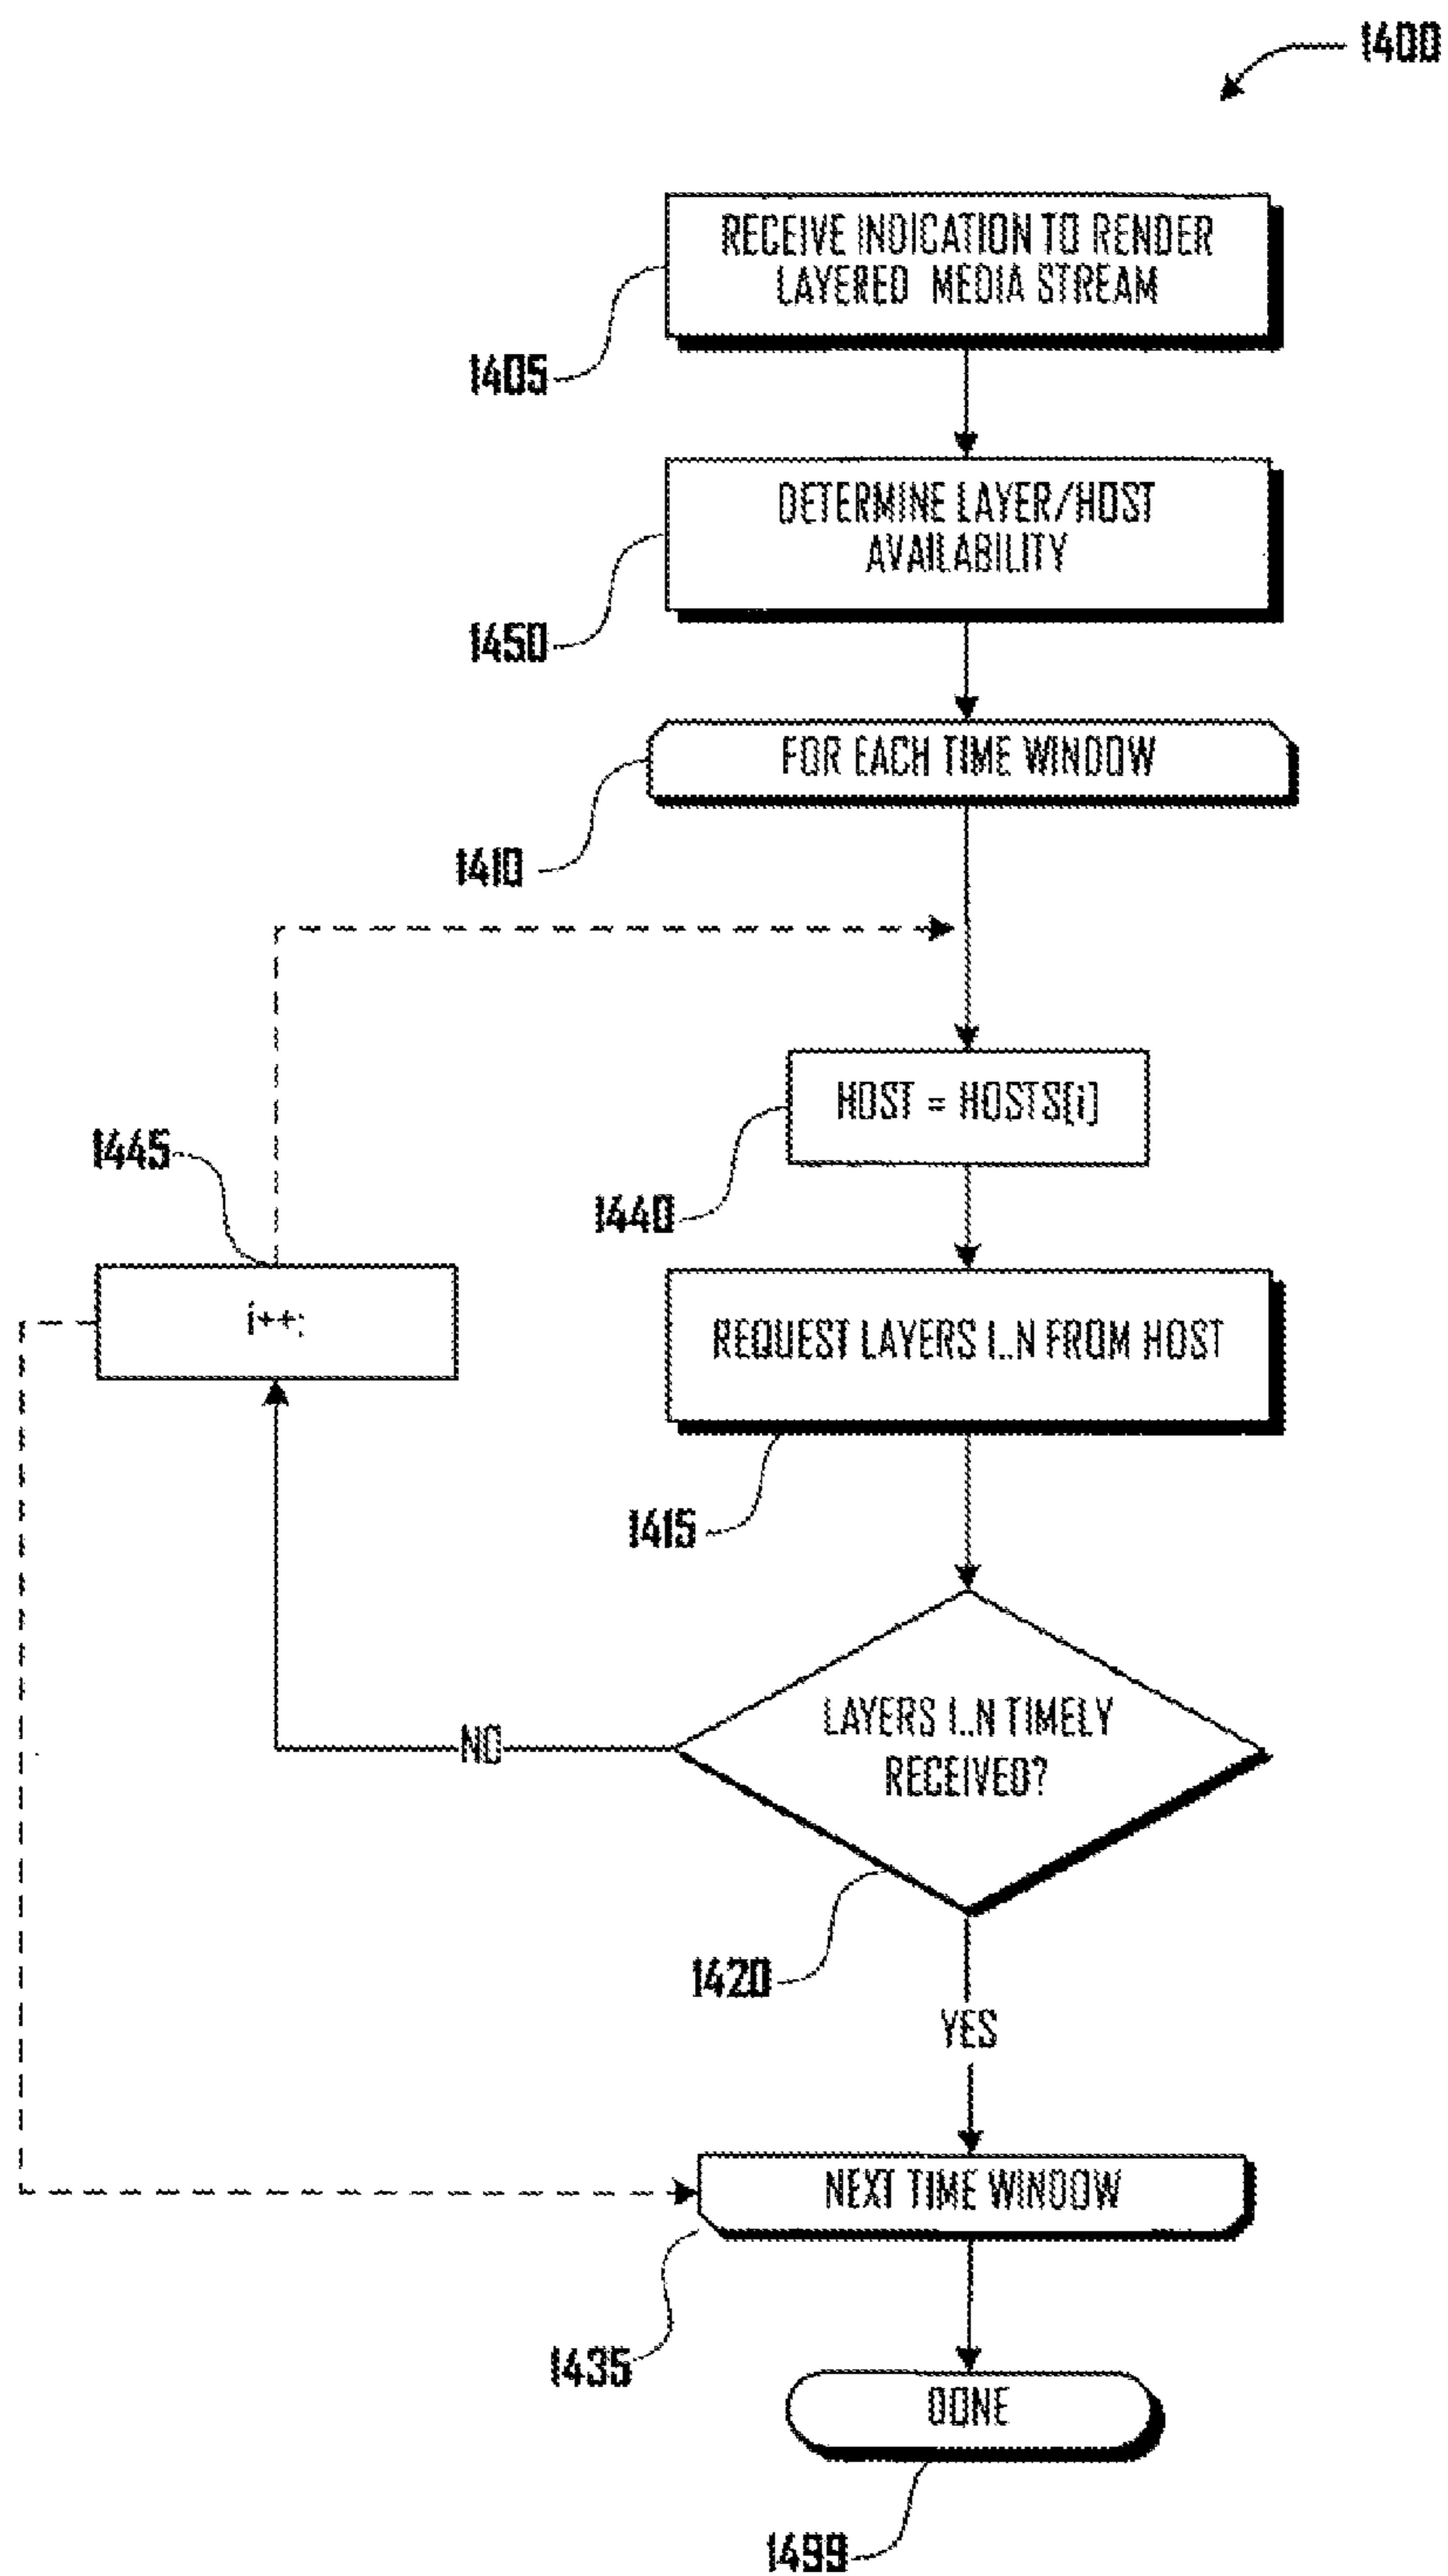 1400
RECEIVE INDICATION TO RENDER
LAYERED MEDIA STREAM
1405
DETERMINE LAYER/HOST
AVAILABILITY
1450
FOR EACH TIME WINDOW
1410
HOST = HOSTS[i]
1445
1440
i++;
REQUEST LAYERS 1..N FROM HOST
1415
LAYERS 1..N TIMELY
RECEIVED?
NO
1420
YES
NEXT TIME WINDOW
1435
DONE
1499